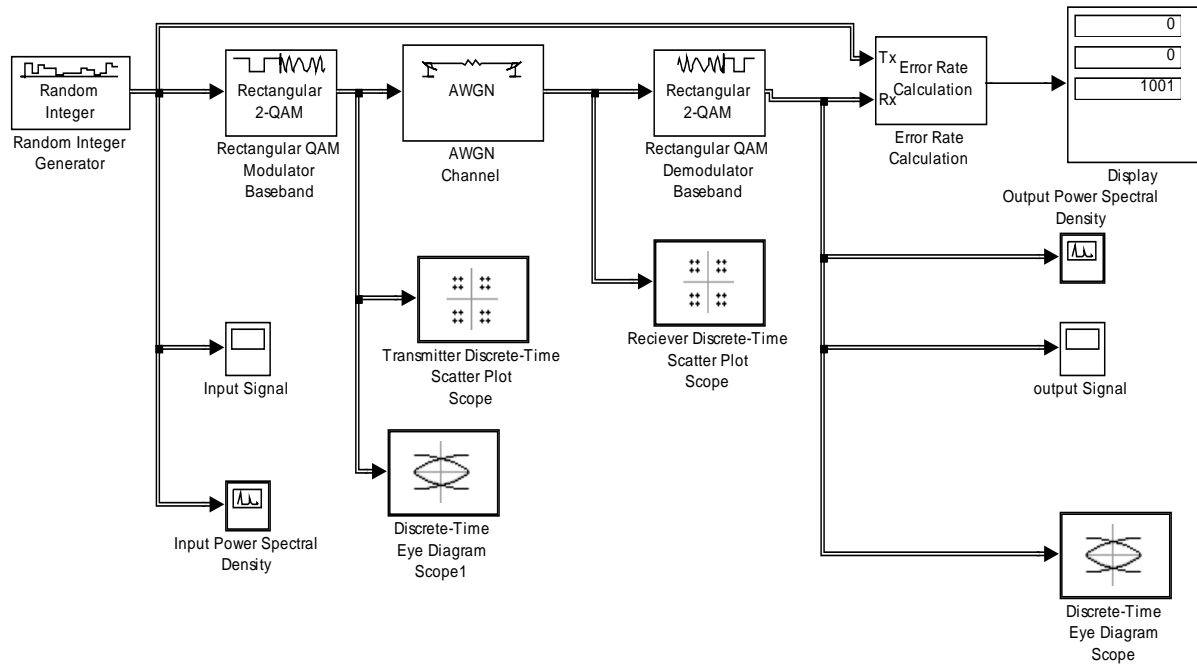 Random
Integer
Random Integer
Generator
Rectangular
2-QAM
Rectangular QAM
Modulator
Baseband
AWGN
AWGN
Channel
Rectangular
2-QAM
Rectangular QAM
Demodulator
Baseband
Tx
Rx
Error Rate
Calculation
Error Rate
Calculation
0
0
1001
Display
Output Power Spectral
Density
Transmitter Discrete-Time
Scatter Plot
Scope
Reciever Discrete-Time
Scatter Plot
Scope
Input Signal
output Signal
Input Power Spectral
Density
Discrete-Time
Eye Diagram
Scope1
Discrete-Time
Eye Diagram
Scope